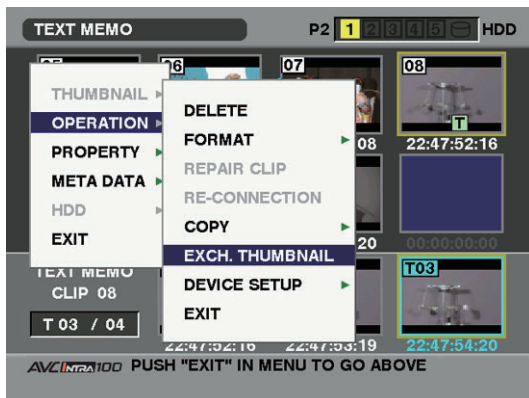 TEXT MEMO
P2 1 2 3 4 5 HDD
06
07
08
THUMBNAIL
OPERATION
PROPERTY
META DATA
HDD
EXIT
DELETE
FORMAT
REPAIR CLIP
RE-CONNECTION
COPY
EXCH. THUMBNAIL
DEVICE SETUP
EXIT
T
08
22:47:52:16
20
00:00:00:00
TEXT MEMO
CLIP 08
T 03 / 04
T03
22:47:52:16
22:47:53:19
22:47:54:20
AVC INTRA 100 PUSH "EXIT" IN MENU TO GO ABOVE